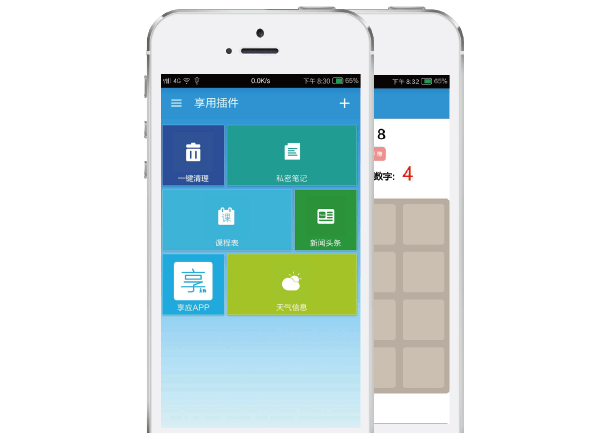 4G 0.0K/s 下午 8:30 65%
享用插件
一键清理
私密笔记
课
课程表
新闻头条
享
享应APP
天气信息
下午 8:32 65%
8
数字: 4